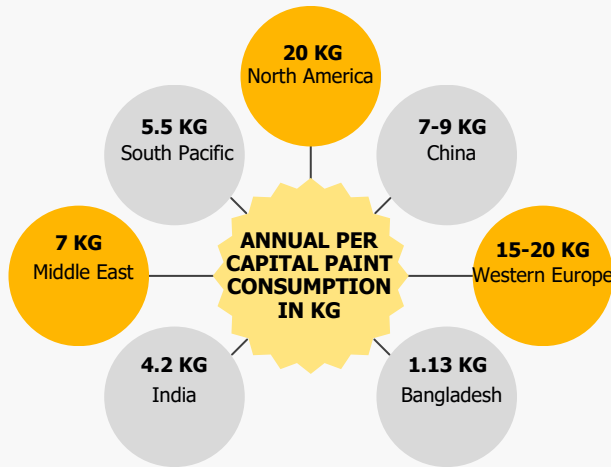 20 KG
North America
5.5 KG
South Pacific
7-9 KG
China
7 KG
Middle East
ANNUAL PER
CAPITAL PAINT
CONSUMPTION
IN KG
15-20 KG
Western Europe
4.2 KG
India
1.13 KG
Bangladesh